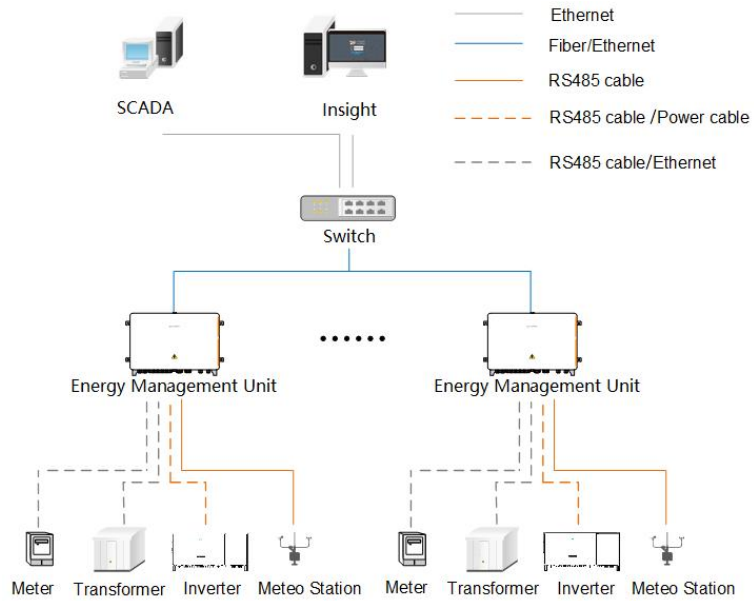 Ethernet
Fiber/Ethernet
RS485 cable
RS485 cable /Power cable
RS485 cable/Ethernet
SCADA
Insight
Switch
Energy Management Unit
Energy Management Unit
Meter
Transformer
Inverter
Meteo Station
Meter
Transformer
Inverter
Meteo Station